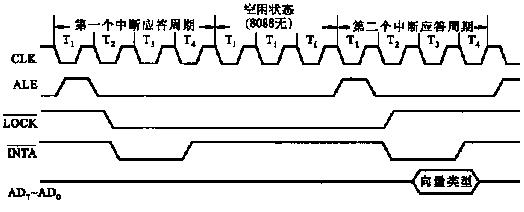 空闲状态
(8088无)
第一个中断应答周期
第二个中断应答周期
T₁ T₂ T₃ T₄ Tᵢ Tᵢ Tᵢ T₁ T₂ T₃ T₄
CLK
ALE
L̅O̅C̅K̅
I̅N̅T̅A̅
向量类型
AD₇~AD₀